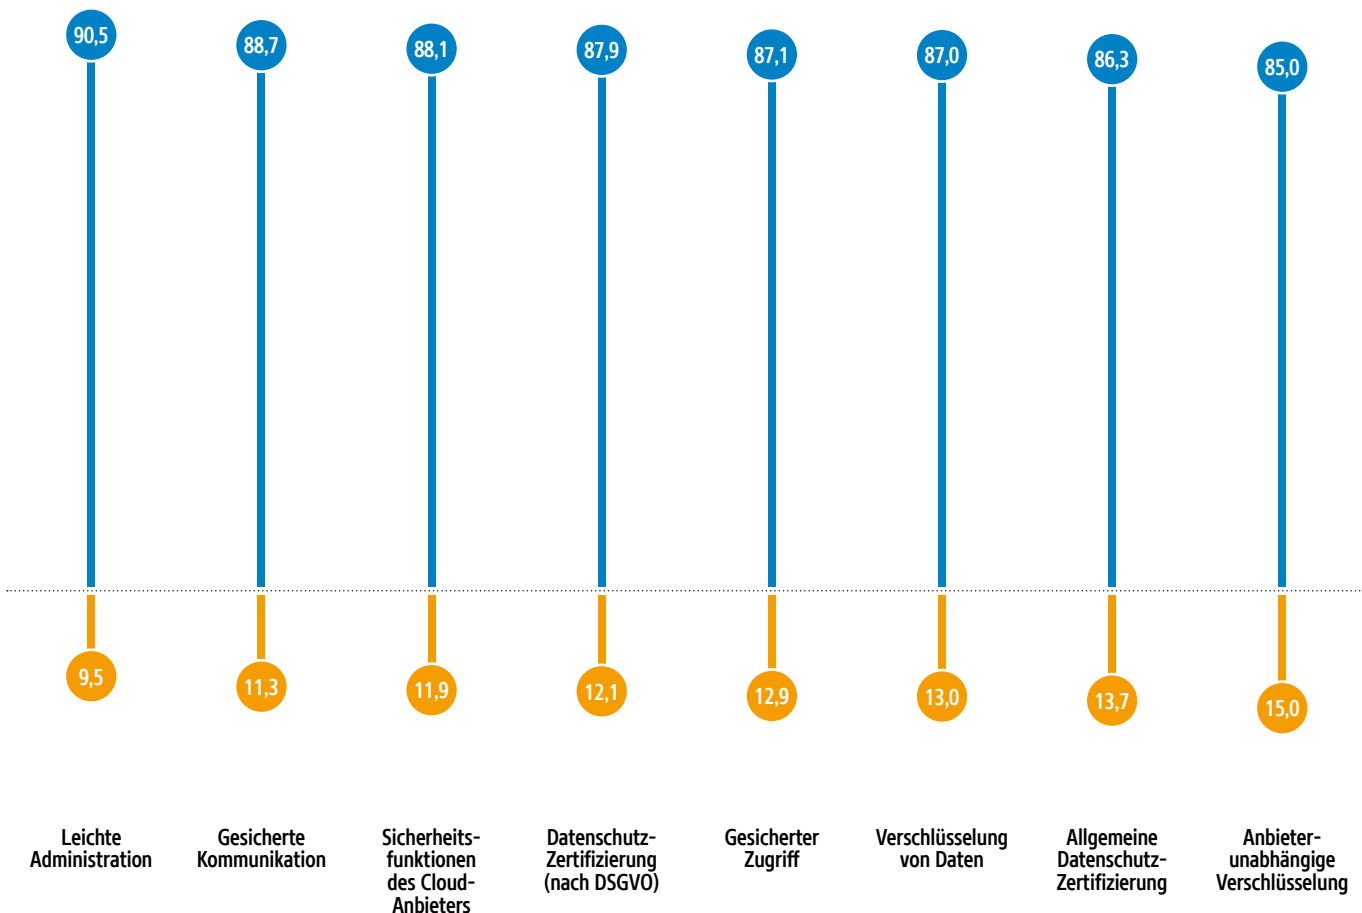 90,5
88,7
88,1
87,9
87,1
87,0
86,3
85,0
9,5
11,3
11,9
12,1
12,9
13,0
13,7
15,0
Leichte
Administration
Gesicherte
Kommunikation
Sicherheits-
funktionen
des Cloud-
Anbieters
Datenschutz-
Zertifizierung
(nach DSGVO)
Gesicherter
Zugriff
Verschlüsselung
von Daten
Allgemeine
Datenschutz-
Zertifizierung
Anbieter-
unabhängige
Verschlüsselung